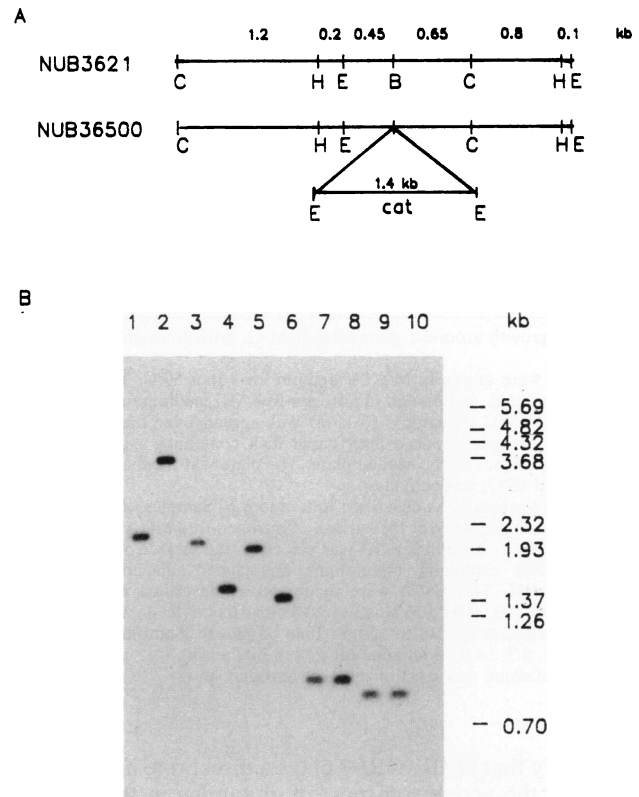 A
1.2 0.2 0.45 0.65 0.8 0.1 kb
NUB3621
C H E B C H E
NUB36500
C H E C H E
1.4 kb
E cat E
B
1 2 3 4 5 6 7 8 9 10 kb
5.69
4.82
4.32
3.68
2.32
1.93
1.37
1.26
0.70